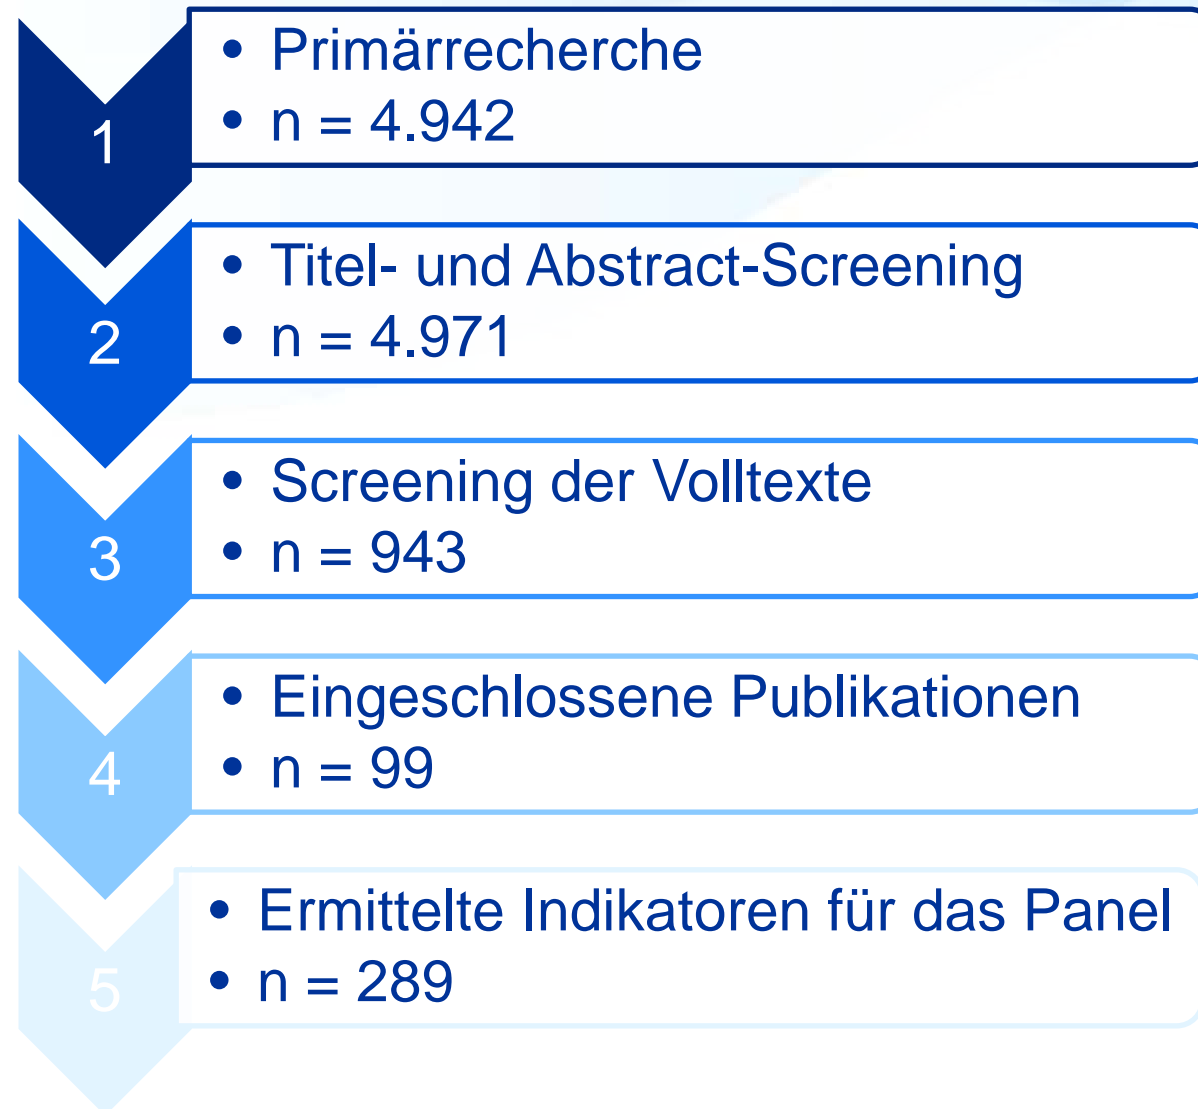 1
• Primärrecherche
• n = 4.942
2
• Titel- und Abstract-Screening
• n = 4.971
3
• Screening der Volltexte
• n = 943
4
• Eingeschlossene Publikationen
• n = 99
5
• Ermittelte Indikatoren für das Panel
• n = 289